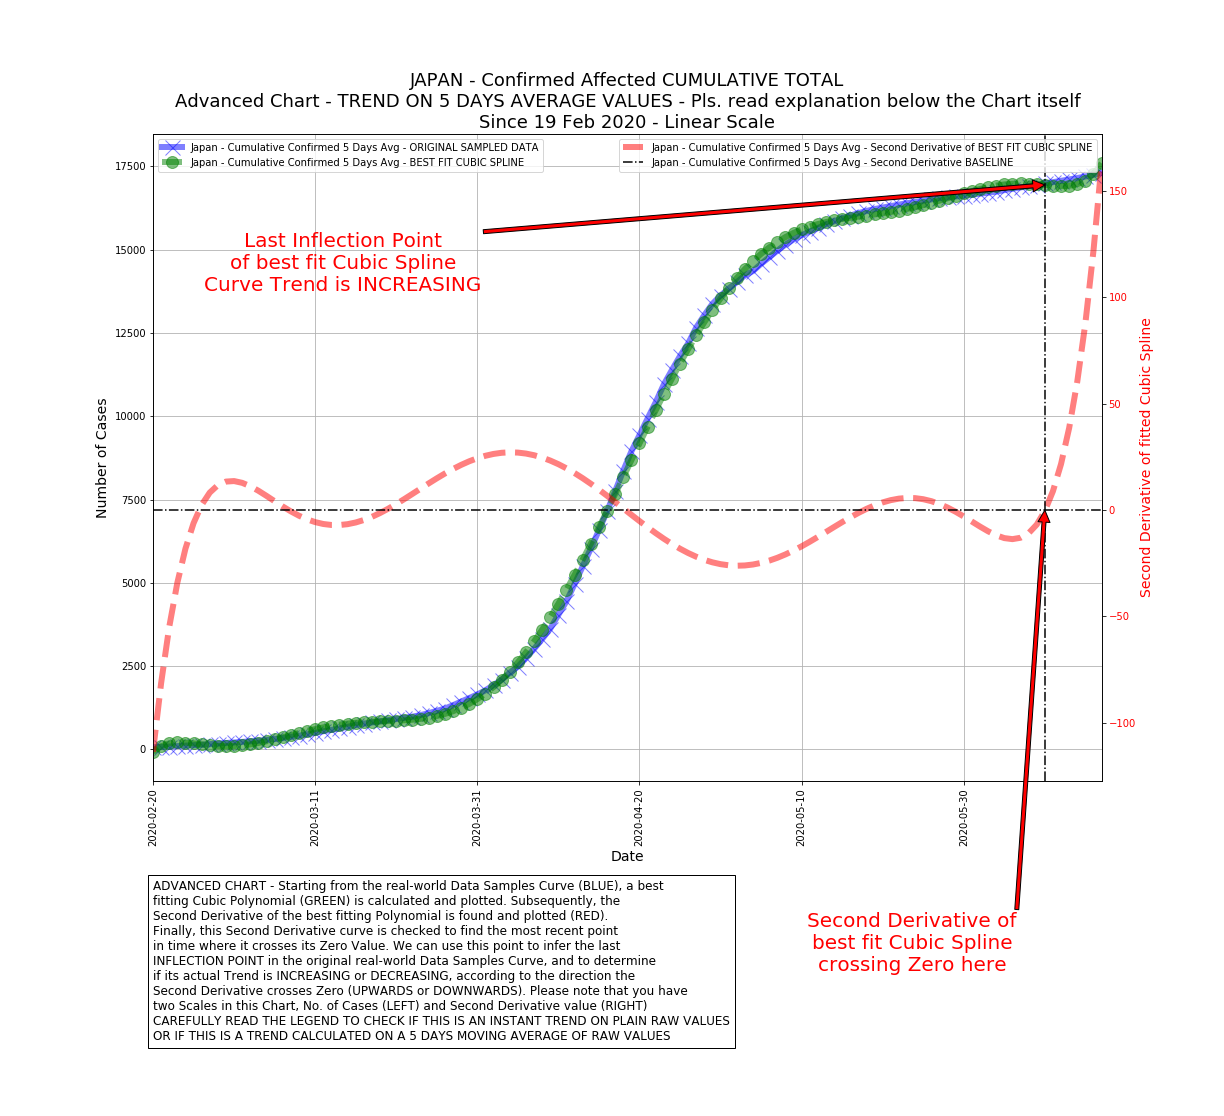 JAPAN - Confirmed Affected CUMULATIVE TOTAL
Advanced Chart - TREND ON 5 DAYS AVERAGE VALUES - Pls. read explanation below the Chart itself
Since 19 Feb 2020 - Linear Scale
Japan - Cumulative Confirmed 5 Days Avg - ORIGINAL SAMPLED DATA
Japan - Cumulative Confirmed 5 Days Avg - BEST FIT CUBIC SPLINE
Japan - Cumulative Confirmed 5 Days Avg - Second Derivative of BEST FIT CUBIC SPLINE
Japan - Cumulative Confirmed 5 Days Avg - Second Derivative BASELINE
17500
15000
12500
10000
7500
5000
2500
0
Number of Cases
Last Inflection Point
of best fit Cubic Spline
Curve Trend is INCREASING
150
100
50
0
−50
−100
Second Derivative of fitted Cubic Spline
2020-02-20
2020-03-11
2020-03-31
2020-04-20
2020-05-10
2020-05-30
Date
ADVANCED CHART - Starting from the real-world Data Samples Curve (BLUE), a best
fitting Cubic Polynomial (GREEN) is calculated and plotted. Subsequently, the
Second Derivative of the best fitting Polynomial is found and plotted (RED).
Finally, this Second Derivative curve is checked to find the most recent point
in time where it crosses its Zero Value. We can use this point to infer the last
INFLECTION POINT in the original real-world Data Samples Curve, and to determine
if its actual Trend is INCREASING or DECREASING, according to the direction the
Second Derivative crosses Zero (UPWARDS or DOWNWARDS). Please note that you have
two Scales in this Chart, No. of Cases (LEFT) and Second Derivative value (RIGHT)
CAREFULLY READ THE LEGEND TO CHECK IF THIS IS AN INSTANT TREND ON PLAIN RAW VALUES
OR IF THIS IS A TREND CALCULATED ON A 5 DAYS MOVING AVERAGE OF RAW VALUES
Second Derivative of
best fit Cubic Spline
crossing Zero here